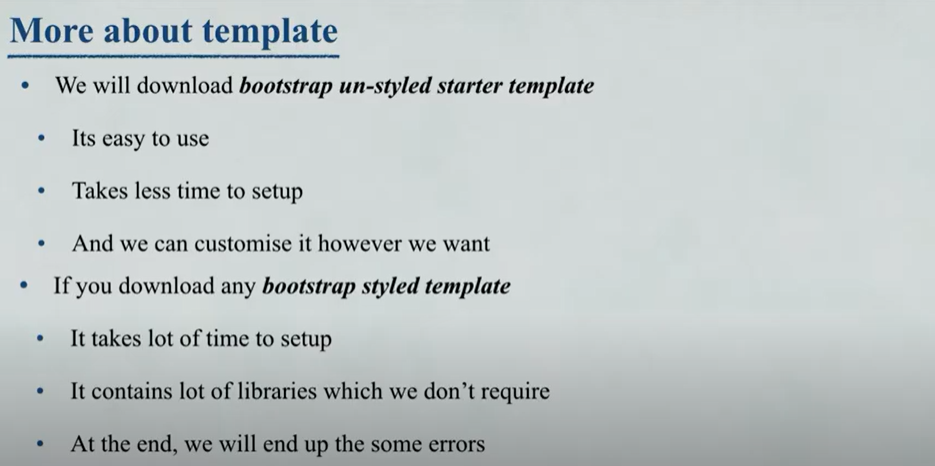 More about template
• We will download bootstrap un-styled starter template
• Its easy to use
• Takes less time to setup
• And we can customise it however we want
• If you download any bootstrap styled template
• It takes lot of time to setup
• It contains lot of libraries which we don’t require
• At the end, we will end up the some errors